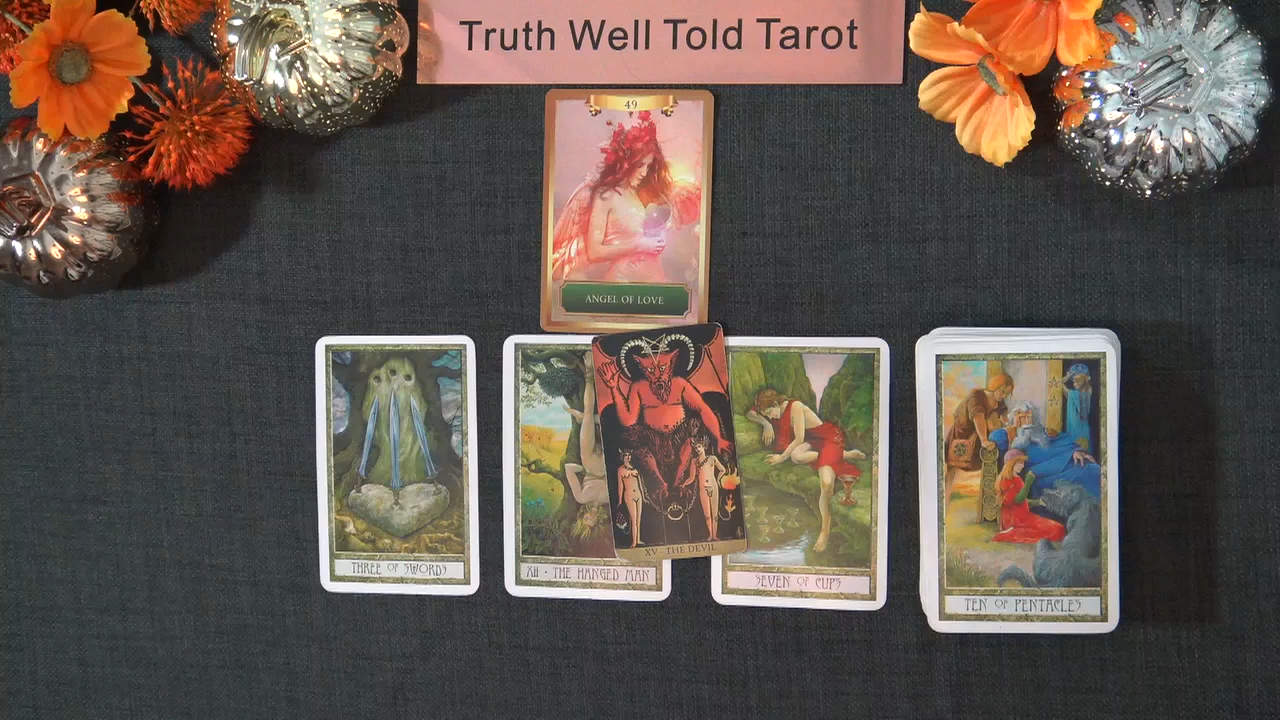 Truth Well Told Tarot
49
ANGEL OF LOVE
XV - THE DEVIL
THREE OF SWORDS
XII • THE HANGED MAN
SEVEN OF CUPS
TEN OF PENTACLES